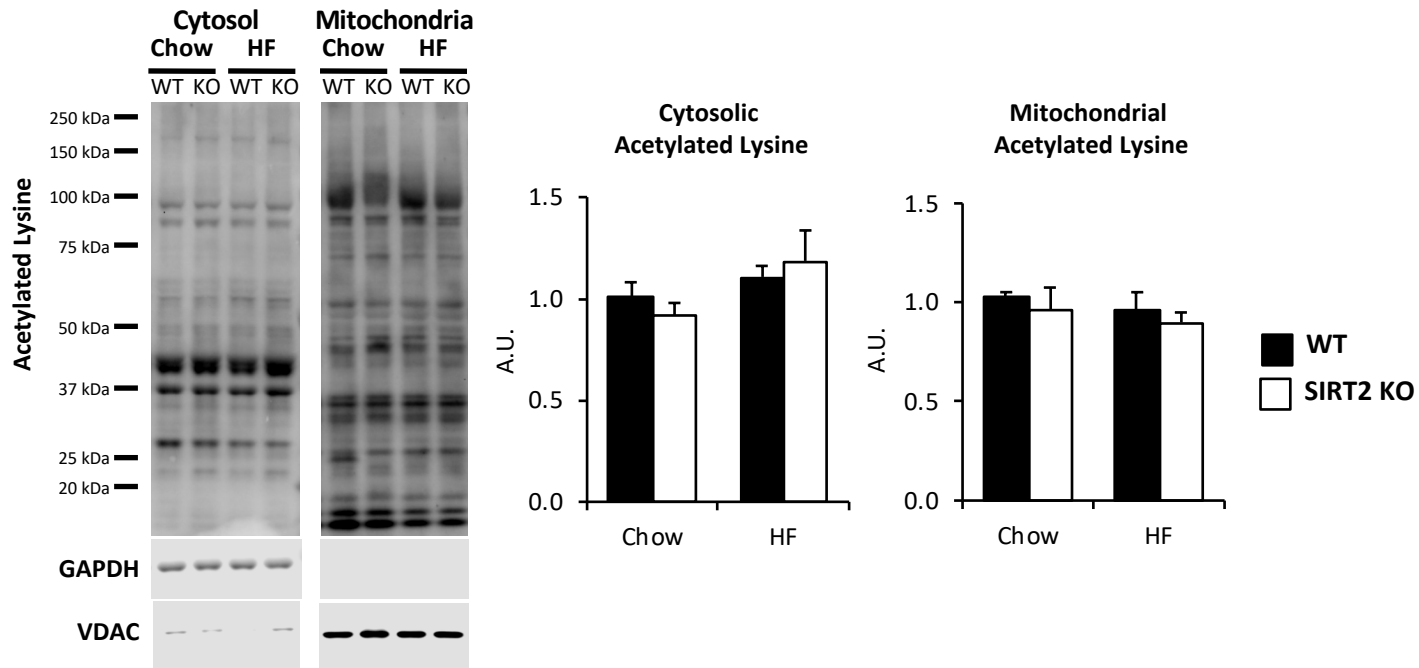 Cytosol
Mitochondria
Chow HF
Chow HF
WT KO WT KO
WT KO WT KO
Acetylated Lysine
250 kDa
150 kDa
100 kDa
75 kDa
50 kDa
37 kDa
25 kDa
20 kDa
GAPDH
VDAC
Cytosolic
Acetylated Lysine
A.U.
1.5
1.0
0.5
0.0
Chow HF
Mitochondrial
Acetylated Lysine
A.U.
1.5
1.0
0.5
0.0
Chow HF
WT
SIRT2 KO